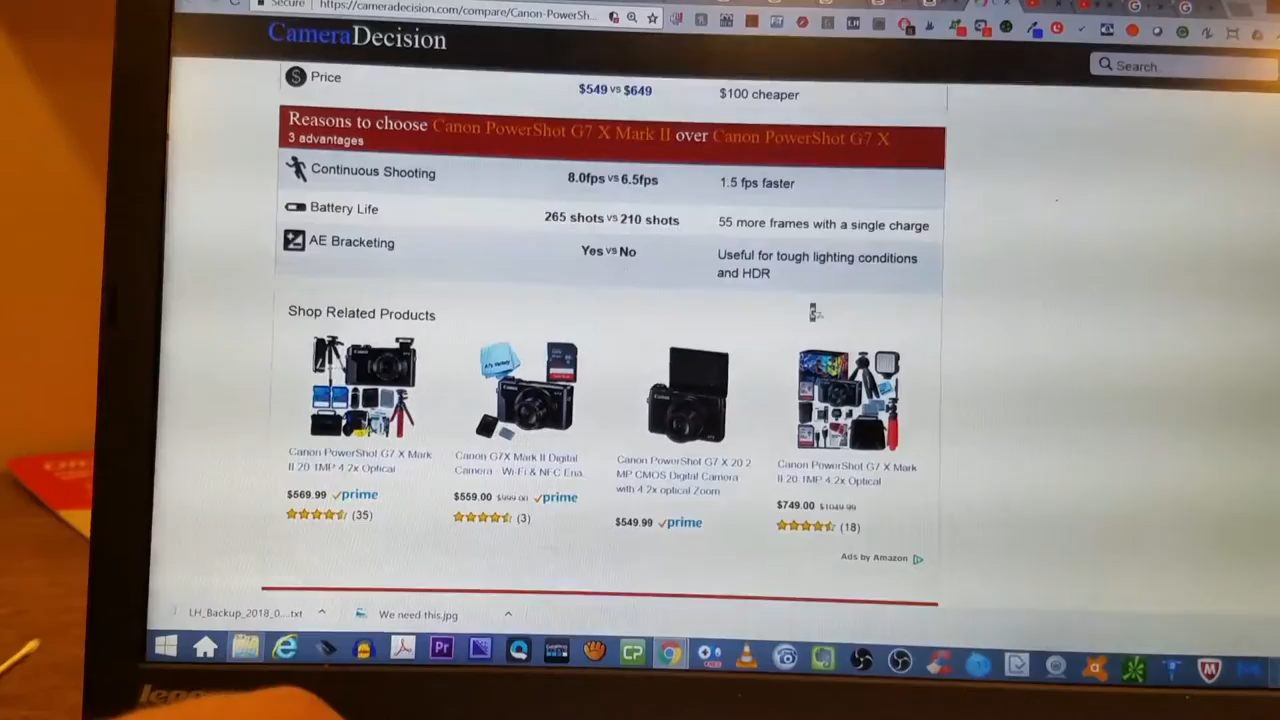 Secure
https://cameradecision.com/compare/Canon-PowerSh...
CameraDecision
Search
Price
$549 vs $649
$100 cheaper
Reasons to choose Canon PowerShot G7 X Mark II over Canon PowerShot G7 X
3 advantages
Continuous Shooting
8.0fps vs 6.5fps
1.5 fps faster
Battery Life
265 shots vs 210 shots
55 more frames with a single charge
AE Bracketing
Yes vs No
Useful for tough lighting conditions
and HDR
Shop Related Products
Canon PowerShot G7 X Mark
II 20.1MP 4.2x Optical
$569.99 prime
(35)
Canon G7X Mark II Digital
Camera - Wi-Fi & NFC Ena
$559.00 $999.00 prime
(3)
Canon PowerShot G7 X 20.2
MP CMOS Digital Camera
with 4.2x optical Zoom
$549.99 prime
Canon PowerShot G7 X Mark
II 20.1MP 4.2x Optical
$749.00 $1049.99
(18)
Ads by Amazon
LH_Backup_2018_0....txt
We need this.jpg
Pr
CP